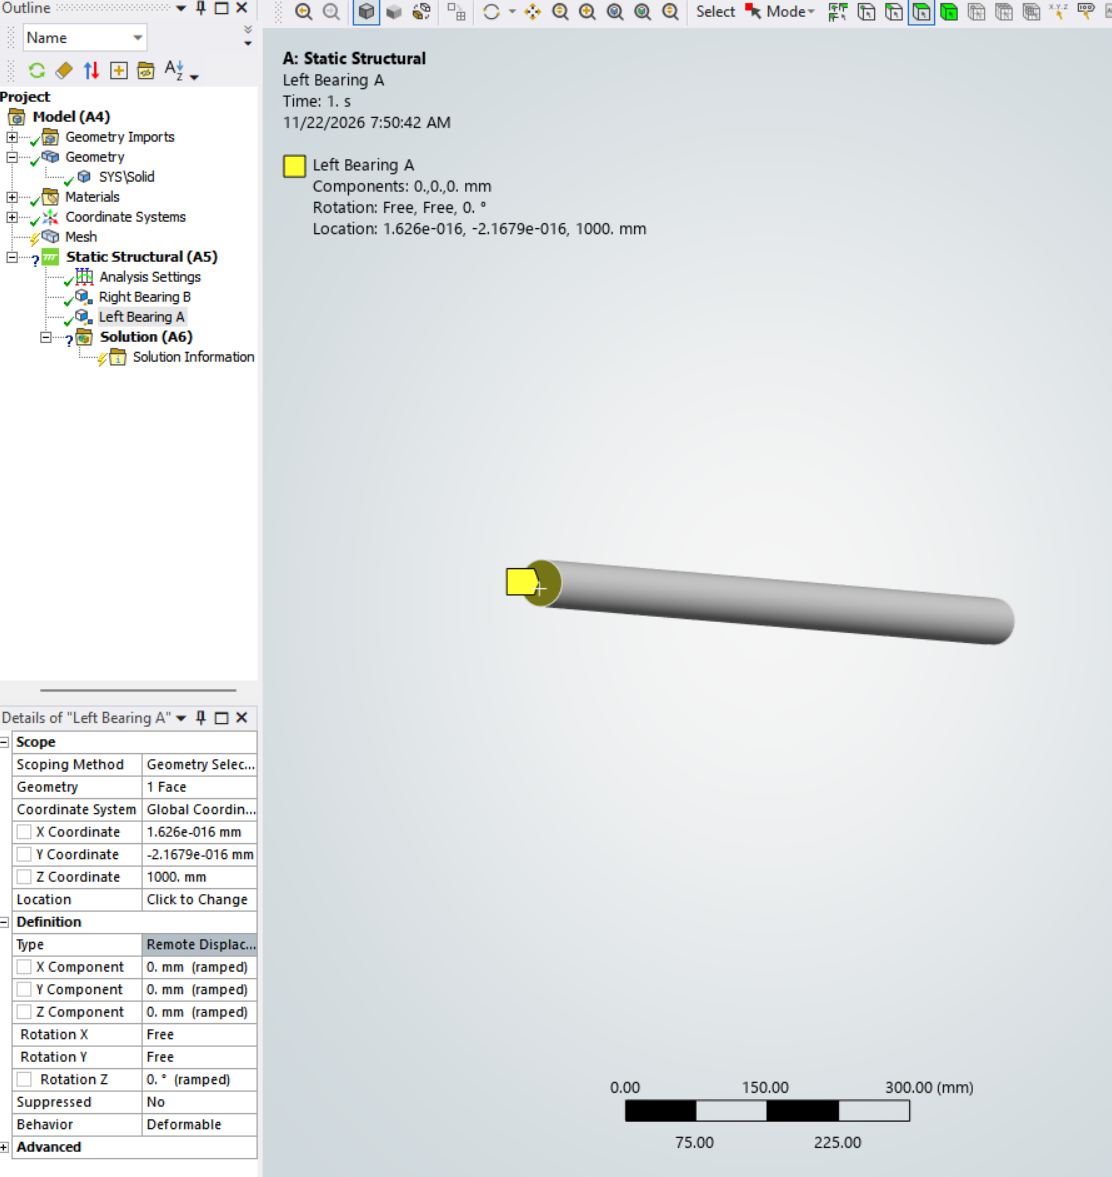 Outline
Name
Select Mode
Project
Model (A4)
Geometry Imports
Geometry
SYS\Solid
Materials
Coordinate Systems
Mesh
Static Structural (A5)
Analysis Settings
Right Bearing B
Left Bearing A
Solution (A6)
Solution Information
A: Static Structural
Left Bearing A
Time: 1. s
11/22/2026 7:50:42 AM
Left Bearing A
Components: 0.,0.,0. mm
Rotation: Free, Free, 0. °
Location: 1.626e-016, -2.1679e-016, 1000. mm
0.00 150.00 300.00 (mm)
75.00 225.00
Details of "Left Bearing A"
Scope
Scoping Method Geometry Selec...
Geometry 1 Face
Coordinate System Global Coordin...
X Coordinate 1.626e-016 mm
Y Coordinate -2.1679e-016 mm
Z Coordinate 1000. mm
Location Click to Change
Definition
Type Remote Displac...
X Component 0. mm (ramped)
Y Component 0. mm (ramped)
Z Component 0. mm (ramped)
Rotation X Free
Rotation Y Free
Rotation Z 0. ° (ramped)
Suppressed No
Behavior Deformable
Advanced